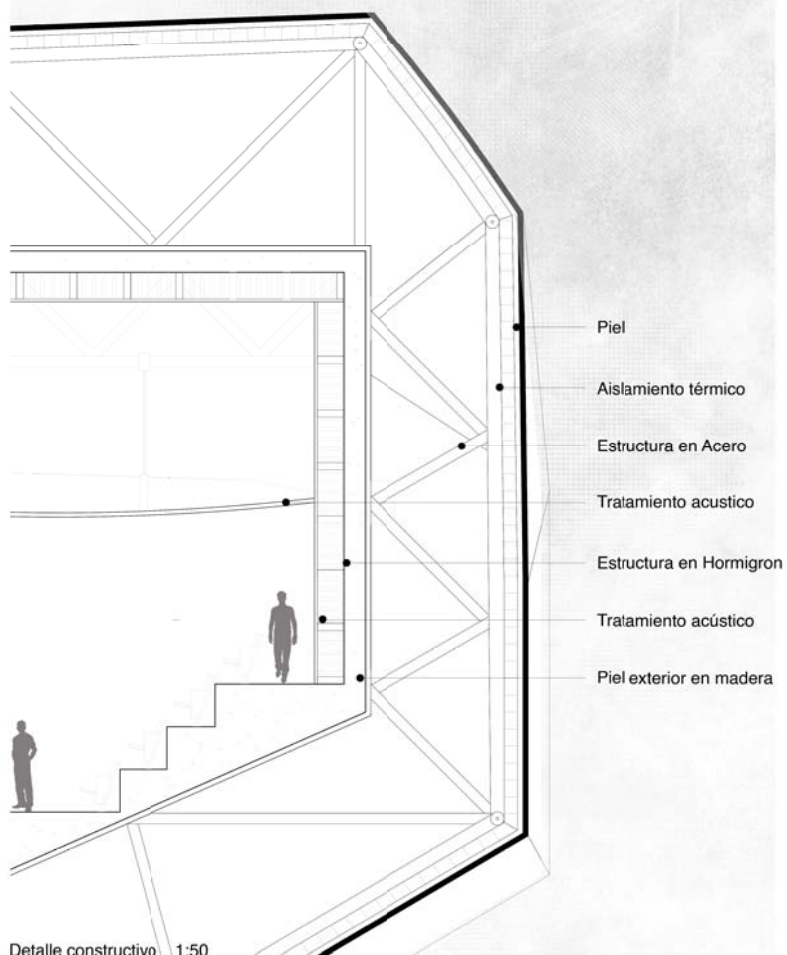 Piel
Aislamiento térmico
Estructura en Acero
Tratamiento acustico
Estructura en Hormigron
Tratamiento acústico
Piel exterior en madera
Detalle constructivo 1:50